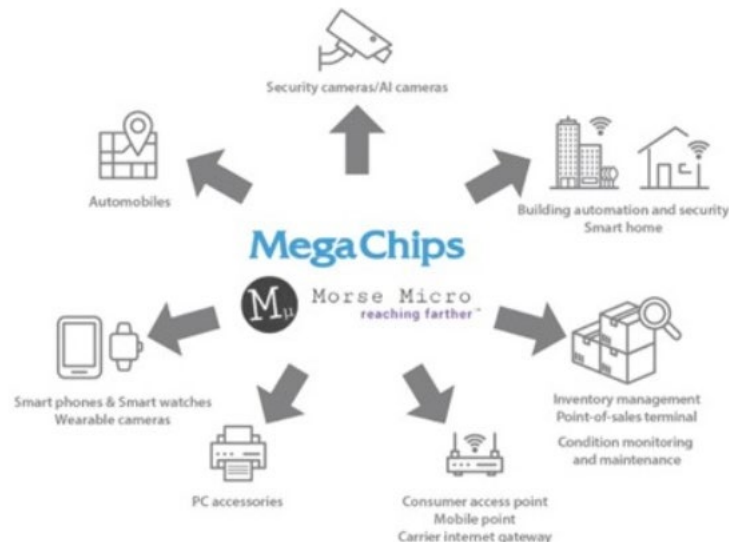 Security cameras/AI cameras
Automobiles
Building automation and security
Smart home
MegaChips
Mμ Morse Micro
reaching farther™
Smart phones & Smart watches
Wearable cameras
Inventory management
Point-of-sales terminal
Condition monitoring
and maintenance
PC accessories
Consumer access point
Mobile point
Carrier internet gateway